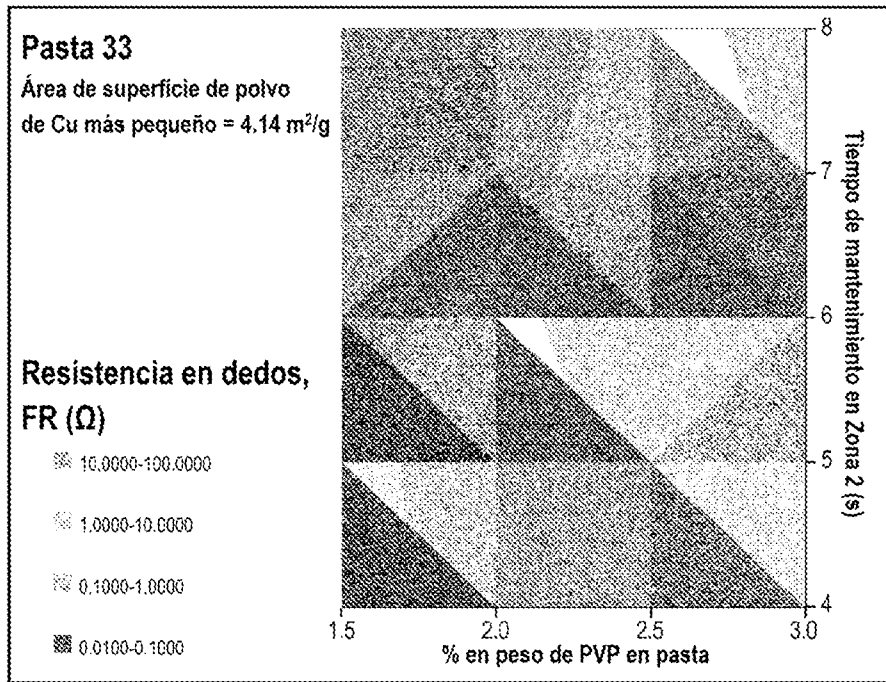 Pasta 33
Área de superfície de polvo
de Cu más pequeño = 4.14 m²/g
Resistencia en dedos,
FR (Ω)
10.0000-100.0000
1.0000-10.0000
0.1000-1.0000
0.0100-0.1000
8
7
6
5
4
Tiempo de mantenimiento en Zona 2 (s)
1.5 2.0 2.5 3.0
% en peso de PVP en pasta